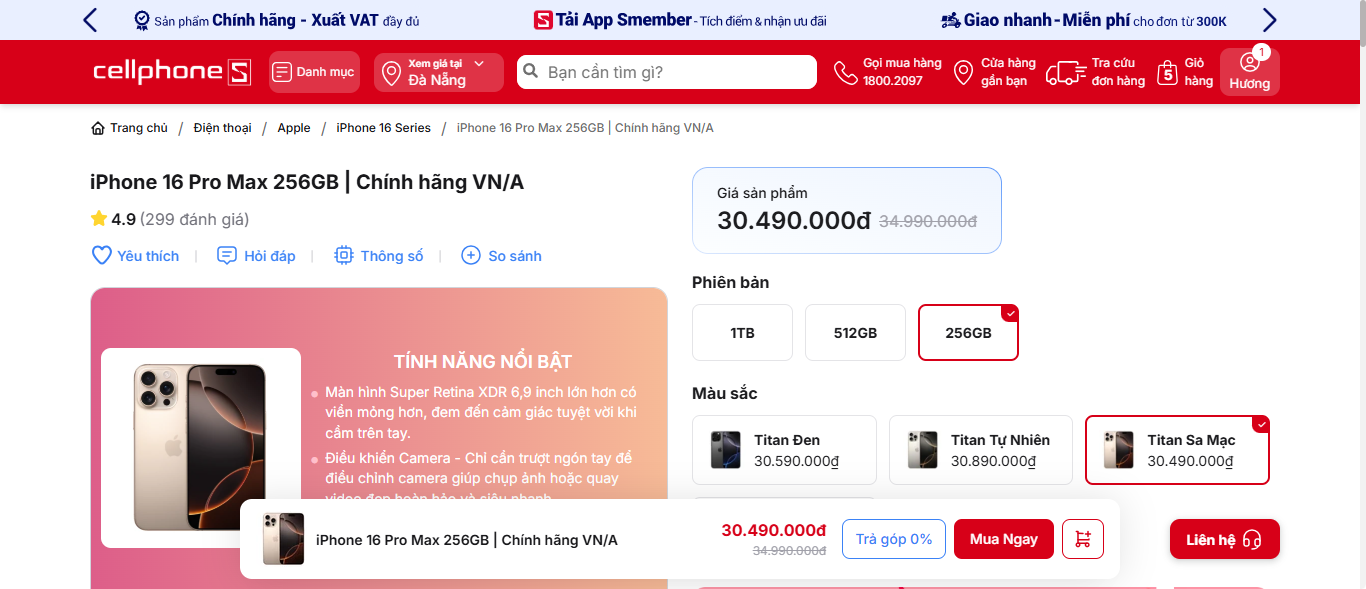 Sản phẩm Chính hãng - Xuất VAT đầy đủ
S Tải App Smember - Tích điểm & nhận ưu đãi
Giao nhanh - Miễn phí cho đơn từ 300K
cellphoneS
Danh mục
Xem giá tại
Đà Nẵng
Bạn cần tìm gì?
Gọi mua hàng
1800.2097
Cửa hàng
gần bạn
Tra cứu
đơn hàng
5
Giỏ
hàng
1
Hương
Trang chủ / Điện thoại / Apple / iPhone 16 Series / iPhone 16 Pro Max 256GB | Chính hãng VN/A
iPhone 16 Pro Max 256GB | Chính hãng VN/A
4.9 (299 đánh giá)
Yêu thích | Hỏi đáp | Thông số | So sánh
TÍNH NĂNG NỔI BẬT
Màn hình Super Retina XDR 6,9 inch lớn hơn có
viền mỏng hơn, đem đến cảm giác tuyệt vời khi
cầm trên tay.
Điều khiển Camera - Chỉ cần trượt ngón tay để
điều chỉnh camera giúp chụp ảnh hoặc quay
video đẹp hoàn hảo và siêu nhanh.
Giá sản phẩm
30.490.000đ 34.990.000đ
Phiên bản
1TB
512GB
256GB
Màu sắc
Titan Đen
30.590.000₫
Titan Tự Nhiên
30.890.000₫
Titan Sa Mạc
30.490.000₫
iPhone 16 Pro Max 256GB | Chính hãng VN/A
30.490.000đ
34.990.000đ
Trả góp 0%
Mua Ngay
Liên hệ